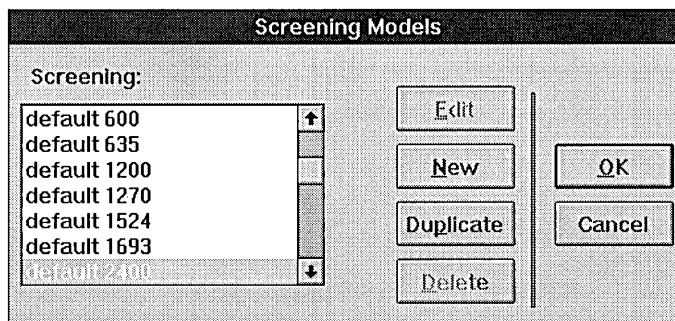 Screening Models
Screening:
default 600
default 635
default 1200
default 1270
default 1524
default 1693
default 2400
Edit
New
Duplicate
Delete
OK
Cancel